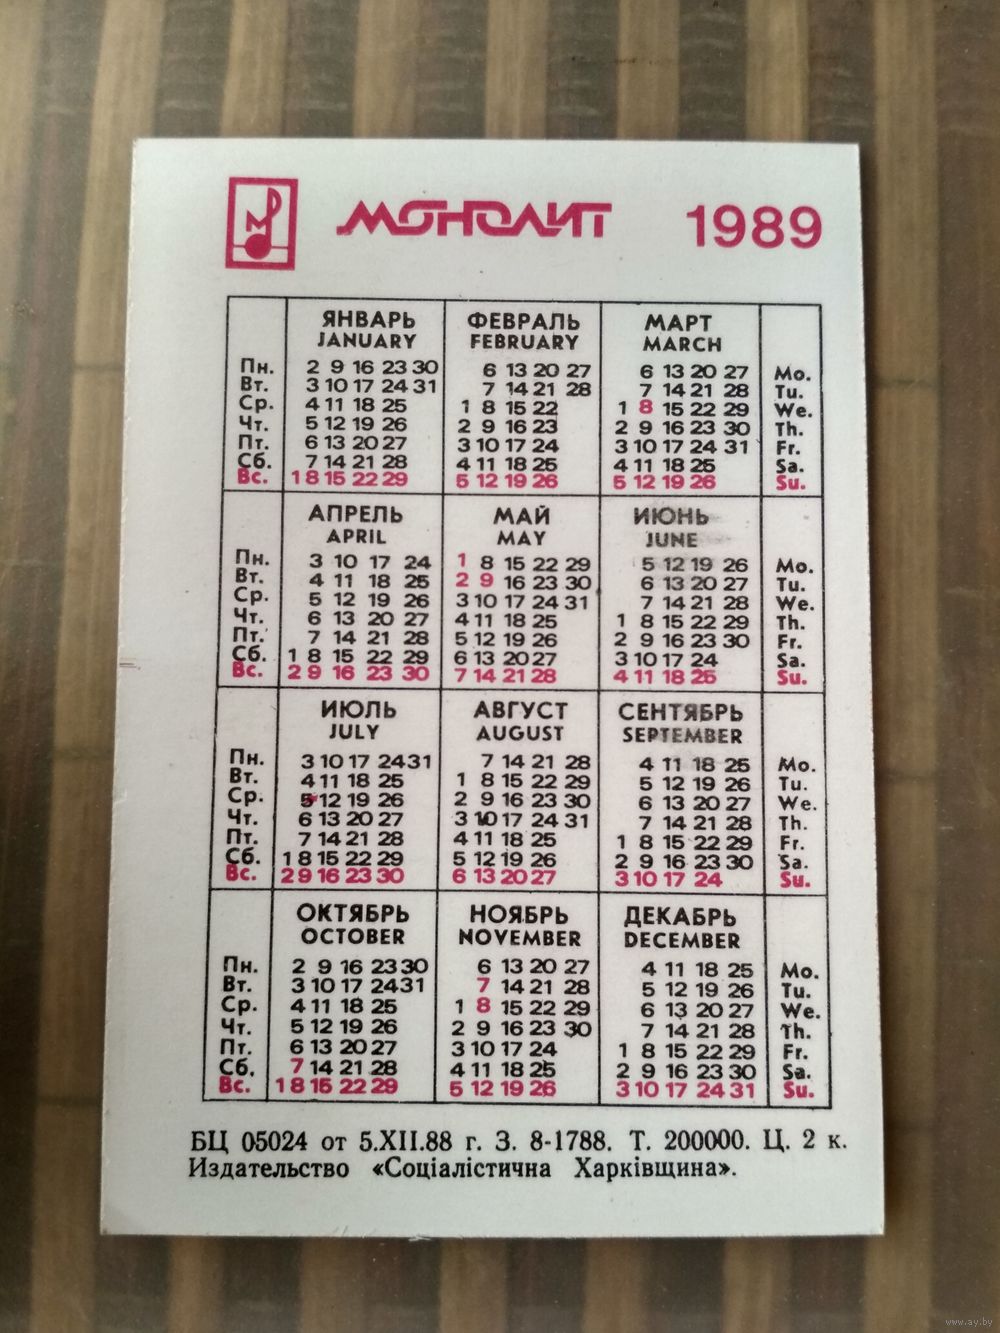 М
МОНОЛИТ 1989
ЯНВАРЬ ФЕВРАЛЬ МАРТ
JANUARY FEBRUARY MARCH
Пн. 2 9 16 23 30 6 13 20 27 6 13 20 27 Mo.
Вт. 3 10 17 24 31 7 14 21 28 7 14 21 28 Tu.
Ср. 4 11 18 25 1 8 15 22 1 8 15 22 29 We.
Чт. 5 12 19 26 2 9 16 23 2 9 16 23 30 Th.
Пт. 6 13 20 27 3 10 17 24 3 10 17 24 31 Fr.
Сб. 7 14 21 28 4 11 18 25 4 11 18 25 Sa.
Вс. 1 8 15 22 29 5 12 19 26 5 12 19 26 Su.
АПРЕЛЬ МАЙ ИЮНЬ
APRIL MAY JUNE
Пн. 3 10 17 24 1 8 15 22 29 5 12 19 26 Mo.
Вт. 4 11 18 25 2 9 16 23 30 6 13 20 27 Tu.
Ср. 5 12 19 26 3 10 17 24 31 7 14 21 28 We.
Чт. 6 13 20 27 4 11 18 25 1 8 15 22 29 Th.
Пт. 7 14 21 28 5 12 19 26 2 9 16 23 30 Fr.
Сб. 1 8 15 22 29 6 13 20 27 3 10 17 24 Sa.
Вс. 2 9 16 23 30 7 14 21 28 4 11 18 25 Su.
ИЮЛЬ АВГУСТ СЕНТЯБРЬ
JULY AUGUST SEPTEMBER
Пн. 3 10 17 24 31 7 14 21 28 4 11 18 25 Mo.
Вт. 4 11 18 25 1 8 15 22 29 5 12 19 26 Tu.
Ср. 5 12 19 26 2 9 16 23 30 6 13 20 27 We.
Чт. 6 13 20 27 3 10 17 24 31 7 14 21 28 Th.
Пт. 7 14 21 28 4 11 18 25 1 8 15 22 29 Fr.
Сб. 1 8 15 22 29 5 12 19 26 2 9 16 23 30 Sa.
Вс. 2 9 16 23 30 6 13 20 27 3 10 17 24 Su.
ОКТЯБРЬ НОЯБРЬ ДЕКАБРЬ
OCTOBER NOVEMBER DECEMBER
Пн. 2 9 16 23 30 6 13 20 27 4 11 18 25 Mo.
Вт. 3 10 17 24 31 7 14 21 28 5 12 19 26 Tu.
Ср. 4 11 18 25 1 8 15 22 29 6 13 20 27 We.
Чт. 5 12 19 26 2 9 16 23 30 7 14 21 28 Th.
Пт. 6 13 20 27 3 10 17 24 1 8 15 22 29 Fr.
Сб. 7 14 21 28 4 11 18 25 2 9 16 23 30 Sa.
Вс. 1 8 15 22 29 5 12 19 26 3 10 17 24 31 Su.
БЦ 05024 от 5.XII.88 г. З. 8-1788. Т. 200000. Ц. 2 к.
Издательство «Соціалістична Харківщина».
www.ay.by